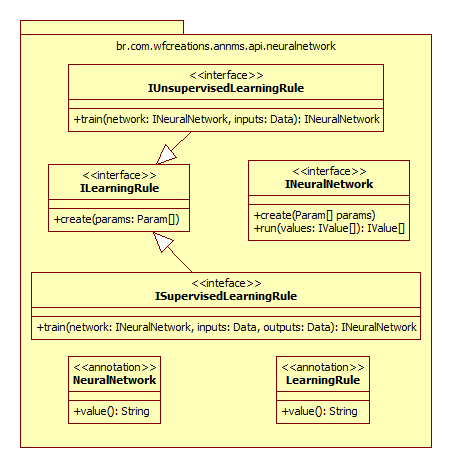 br.com.wfcreations.annms.api.neuralnetwork
<<interface>>
IUnsupervisedLearningRule
+train(network: INeuralNetwork, inputs: Data): INeuralNetwork
<<interface>>
ILearningRule
+create(params: Param[])
<<interface>>
INeuralNetwork
+create(Param[] params)
+run(values: IValue[]): IValue[]
<<inteface>>
ISupervisedLearningRule
+train(network: INeuralNetwork, inputs: Data, outputs: Data): INeuralNetwork
<<annotation>>
NeuralNetwork
+value(): String
<<annotation>>
LearningRule
+value(): String